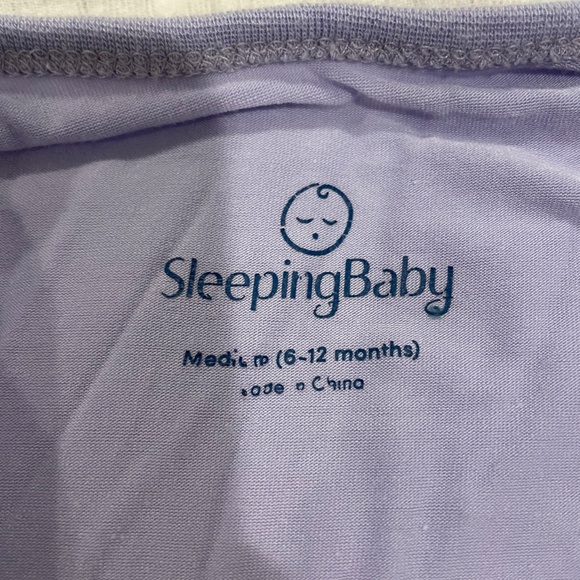 SleepingBaby
Medium (6-12 months)
Made in China